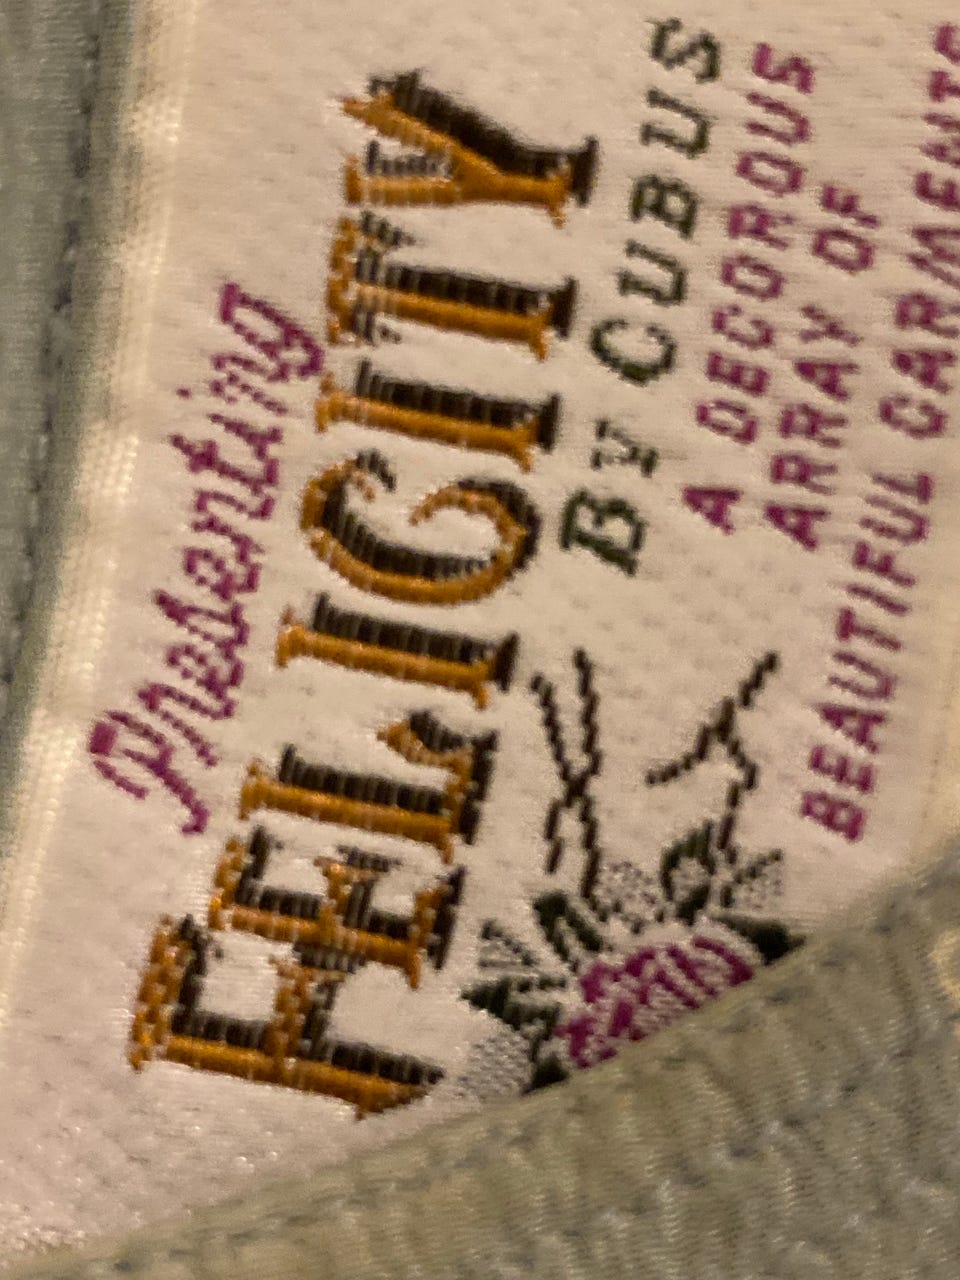 Presenting
FELICITY
BY CUBUS
A DECOROUS
ARRAY OF
BEAUTIFUL GARMENTS